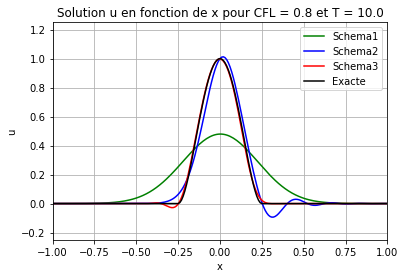 Solution u en fonction de x pour CFL = 0.8 et T = 10.0
Schema1
Schema2
Schema3
Exacte
1.2
1.0
0.8
0.6
0.4
0.2
0.0
−0.2
u
−1.00 −0.75 −0.50 −0.25 0.00 0.25 0.50 0.75 1.00
x